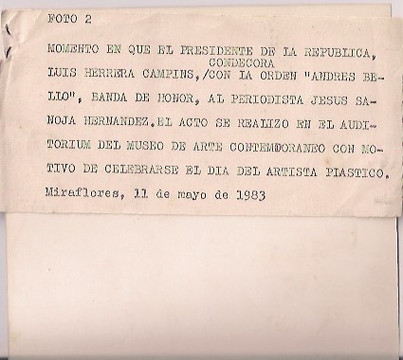 FOTO 2
MOMENTO EN QUE EL PRESIDENTE DE LA REPUBLICA,
CONDECORA
LUIS HERRERA CAMPINS,/CON LA ORDEN "ANDRES BE-
LLO", BANDA DE HONOR, AL PERIODISTA JESUS SA-
NOJA HERNANDEZ.EL ACTO SE REALIZO EN EL AUDI-
TORIUM DEL MUSEO DE ARTE CONTEMPORANEO CON MO-
TIVO DE CELEBRARSE EL DIA DEL ARTISTA PLASTICO.
Miraflores, 11 de mayo de 1983